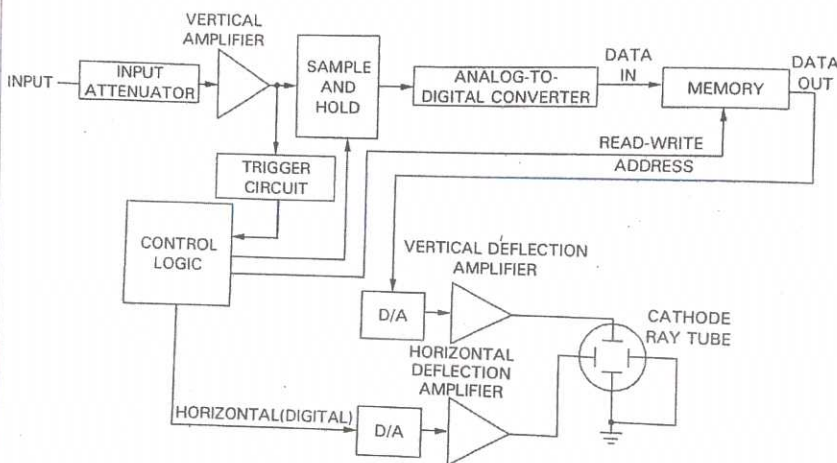 VERTICAL
AMPLIFIER
INPUT
INPUT
ATTENUATOR
SAMPLE
AND
HOLD
ANALOG-TO-
DIGITAL CONVERTER
DATA
IN
MEMORY
DATA
OUT
TRIGGER
CIRCUIT
READ-WRITE
ADDRESS
CONTROL
LOGIC
VERTICAL DEFLECTION
AMPLIFIER
D/A
CATHODE
RAY TUBE
HORIZONTAL
DEFLECTION
AMPLIFIER
HORIZONTAL(DIGITAL)
D/A